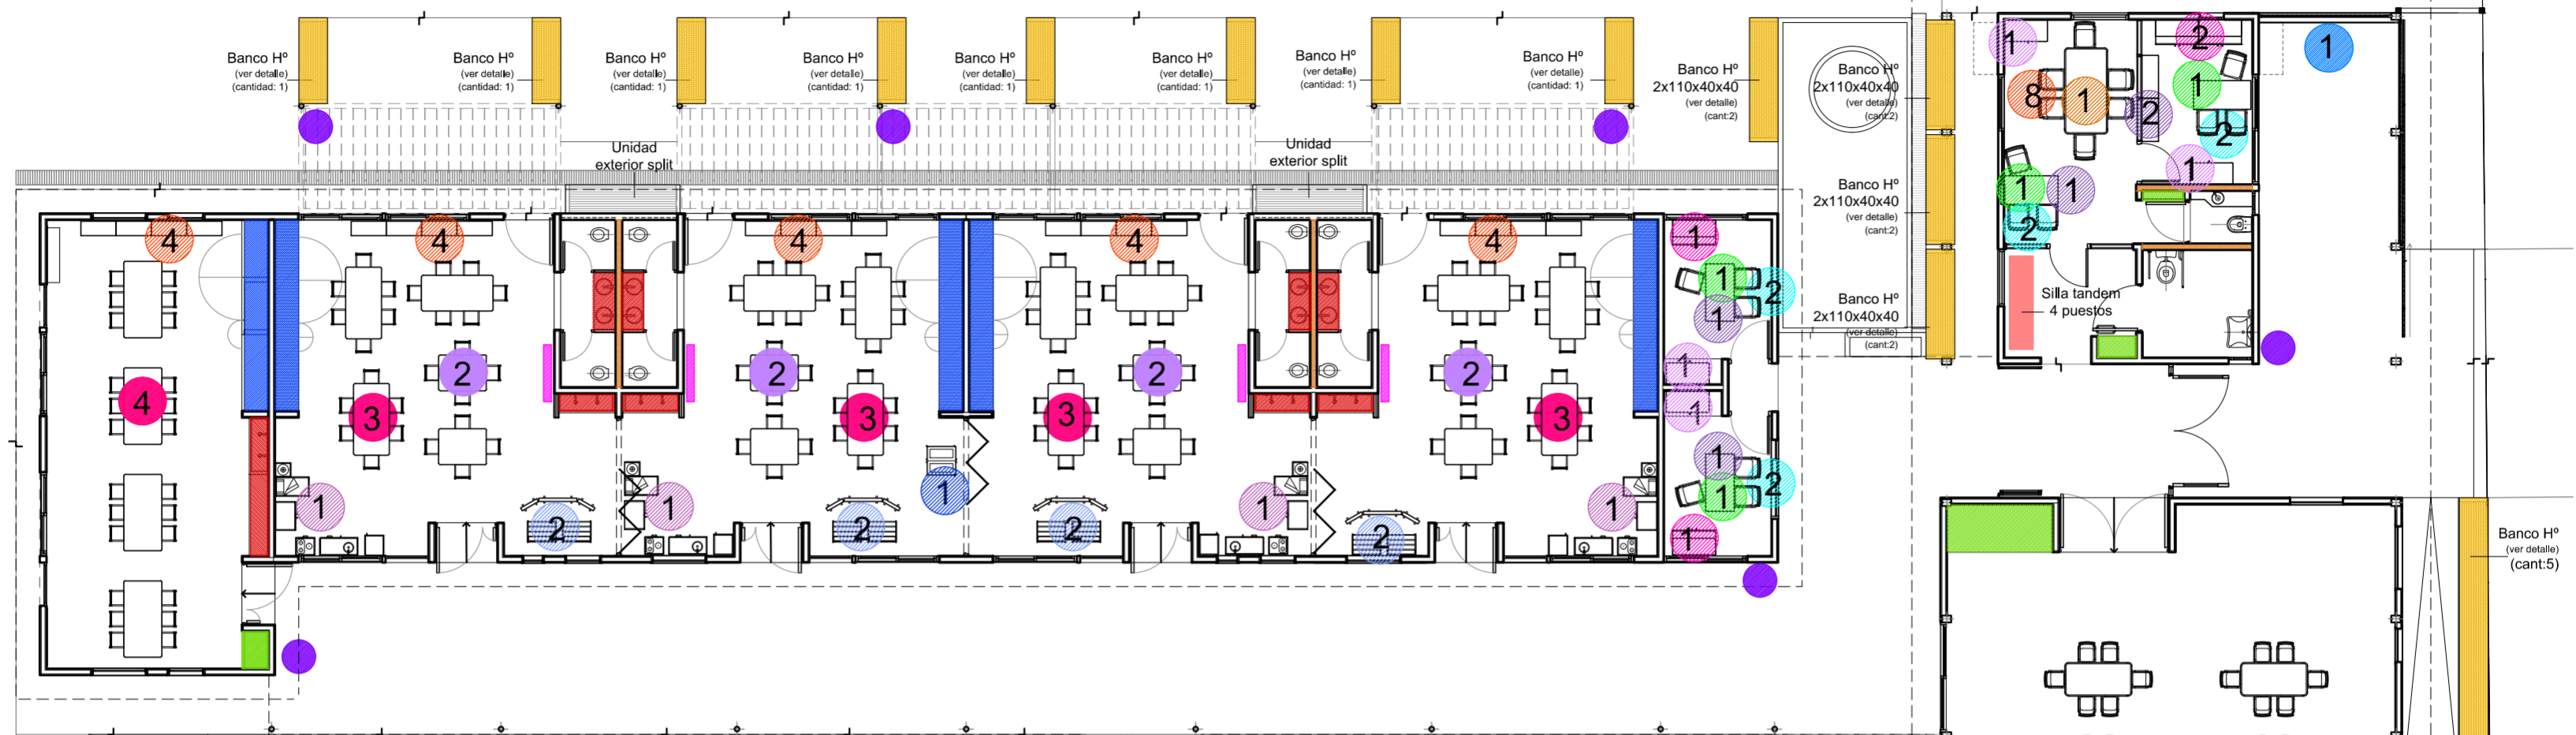 Banco Hº
(ver detalle)
(cantidad: 1)
Banco Hº
(ver detalle)
(cantidad: 1)
Banco Hº
(ver detalle)
(cantidad: 1)
Banco Hº
(ver detalle)
(cantidad: 1)
Banco Hº
(ver detalle)
(cantidad: 1)
Banco Hº
(ver detalle)
(cantidad: 1)
Banco Hº
(ver detalle)
(cantidad: 1)
Banco Hº
(ver detalle)
(cantidad: 1)
Banco Hº
2x110x40x40
(ver detalle)
(cant:2)
Banco Hº
2x110x40x40
(ver detalle)
(cant:2)
Unidad
exterior split
Unidad
exterior split
Banco Hº
2x110x40x40
(ver detalle)
(cant:2)
Banco Hº
2x110x40x40
(ver detalle)
(cant:2)
1
2
1
8
1
2
1
2
1
1
1
2
Silla tandem
4 puestos
4
4
4
4
4
1
1
2
1
2
2
2
2
1
4
3
3
3
3
1
1
1
1
1
1
1
2
2
2
2
2
1
Banco Hº
(ver detalle)
(cant:5)